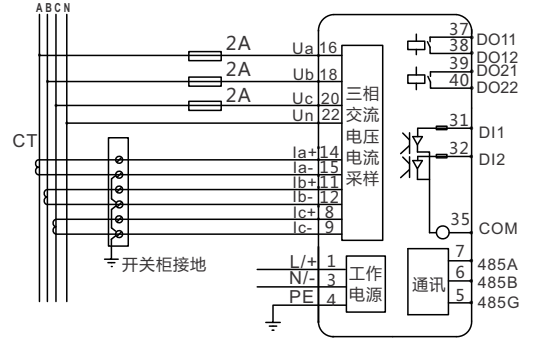 A B C N
2A
Ua 16
2A
Ub 18
2A
Uc 20
Un 22
CT
Ia+ 14
Ia- 15
Ib+ 11
Ib- 12
Ic+ 8
Ic- 9
三相
交流
电压
电流
采样
开关柜接地
L/+ 1
N/- 3
PE 4
工作
电源
37 DO11
38 DO12
39 DO21
40 DO22
31 DI1
32 DI2
35 COM
通讯
7 485A
6 485B
5 485G